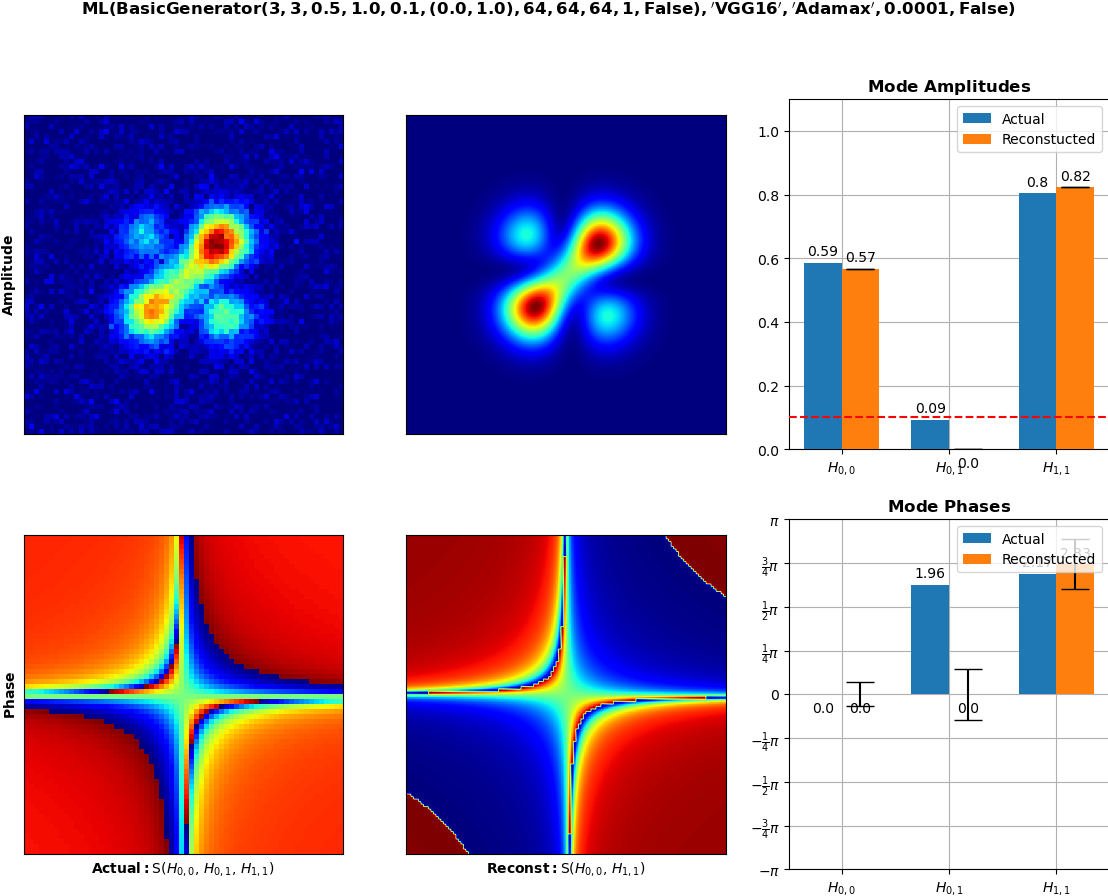 ML(BasicGenerator(3, 3, 0.5, 1.0, 0.1, (0.0, 1.0), 64, 64, 64, 1, False), ′VGG16′, ′Adamax′, 0.0001, False)
Amplitude
Mode Amplitudes
Actual
Reconstucted
1.0
0.8
0.6
0.4
0.2
0.0
0.59
0.57
0.09
0.0
0.8
0.82
H₀,₀
H₀,₁
H₁,₁
Phase
Actual: S(H₀,₀, H₀,₁, H₁,₁)
Reconst: S(H₀,₀, H₁,₁)
Mode Phases
Actual
Reconstucted
π
3/4π
1/2π
1/4π
0
−1/4π
−1/2π
−3/4π
−π
0.0
0.0
1.96
0.0
H₀,₀
H₀,₁
H₁,₁